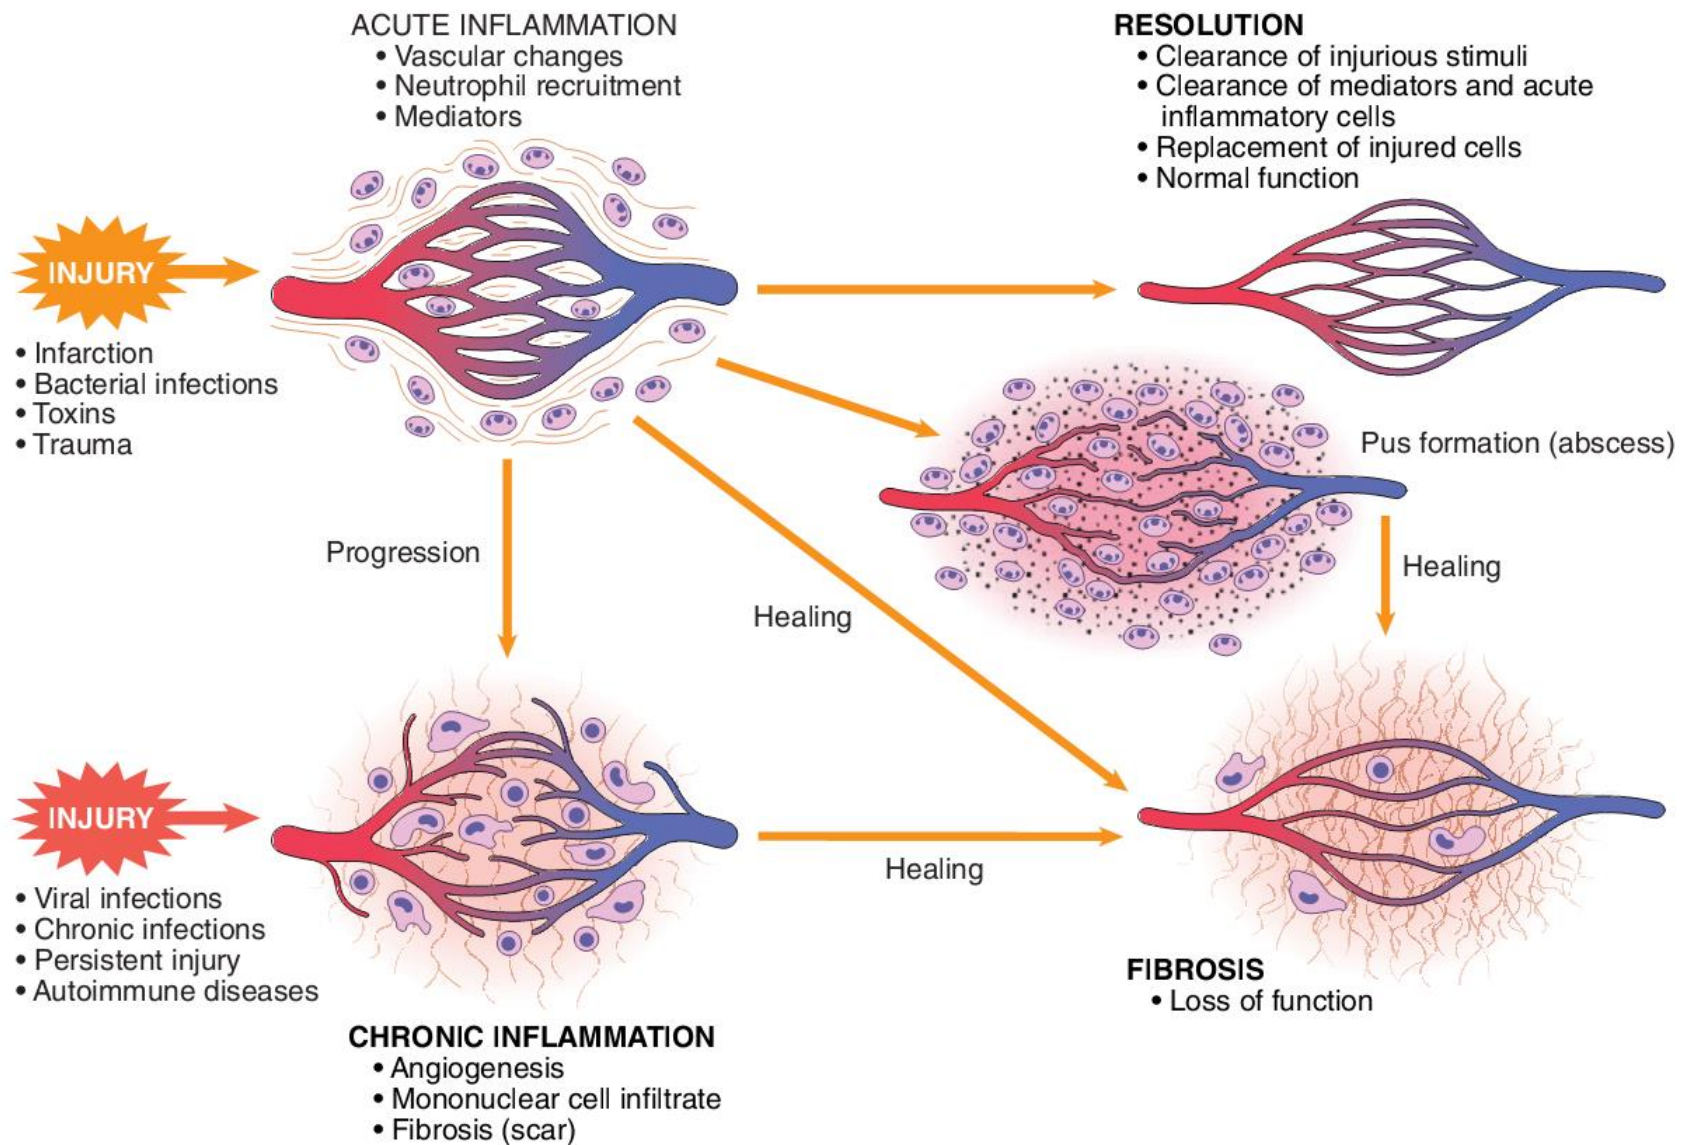 ACUTE INFLAMMATION
• Vascular changes
• Neutrophil recruitment
• Mediators
RESOLUTION
• Clearance of injurious stimuli
• Clearance of mediators and acute
inflammatory cells
• Replacement of injured cells
• Normal function
INJURY
• Infarction
• Bacterial infections
• Toxins
• Trauma
Pus formation (abscess)
Progression
Healing
Healing
INJURY
• Viral infections
• Chronic infections
• Persistent injury
• Autoimmune diseases
Healing
CHRONIC INFLAMMATION
• Angiogenesis
• Mononuclear cell infiltrate
• Fibrosis (scar)
FIBROSIS
• Loss of function